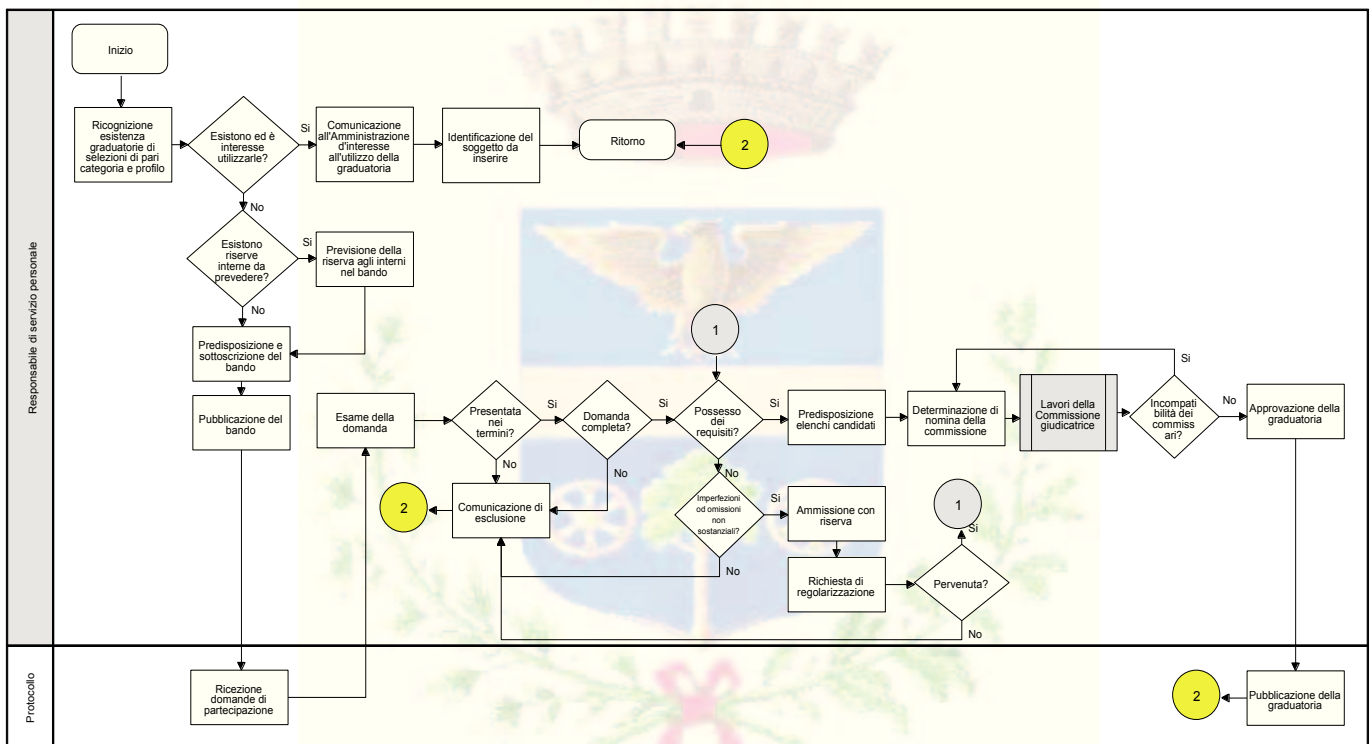 Responsabile di servizio personale
Inizio
Ricognizione
esistenza
graduatorie di
selezioni di pari
categoria e profilo
Esistono ed è
interesse
utilizzarle?
Si
Comunicazione
all'Amministrazione
d'interesse
all'utilizzo della
graduatoria
Identificazione del
soggetto da
inserire
Ritorno
2
No
Esistono
riserve
interne da
prevedere?
Si
Previsione della
riserva agli interni
nel bando
No
Predisposizione e
sottoscrizione del
bando
Pubblicazione del
bando
Esame della
domanda
Presentata
nei
termini?
Si
Domanda
completa?
Si
1
Possesso
dei
requisiti?
Si
Predisposizione
elenchi candidati
Determinazione di
nomina della
commissione
Lavori della
Commissione
giudicatrice
Incompati
bilità dei
commiss
ari?
Si
No
Approvazione della
graduatoria
No
No
No
2
Comunicazione di
esclusione
Imperfezioni
od omissioni
non
sostanziali?
Si
Ammissione con
riserva
No
Richiesta di
regolarizzazione
Pervenuta?
Si
1
No
Protocollo
Ricezione
domande di
partecipazione
2
Pubblicazione della
graduatoria